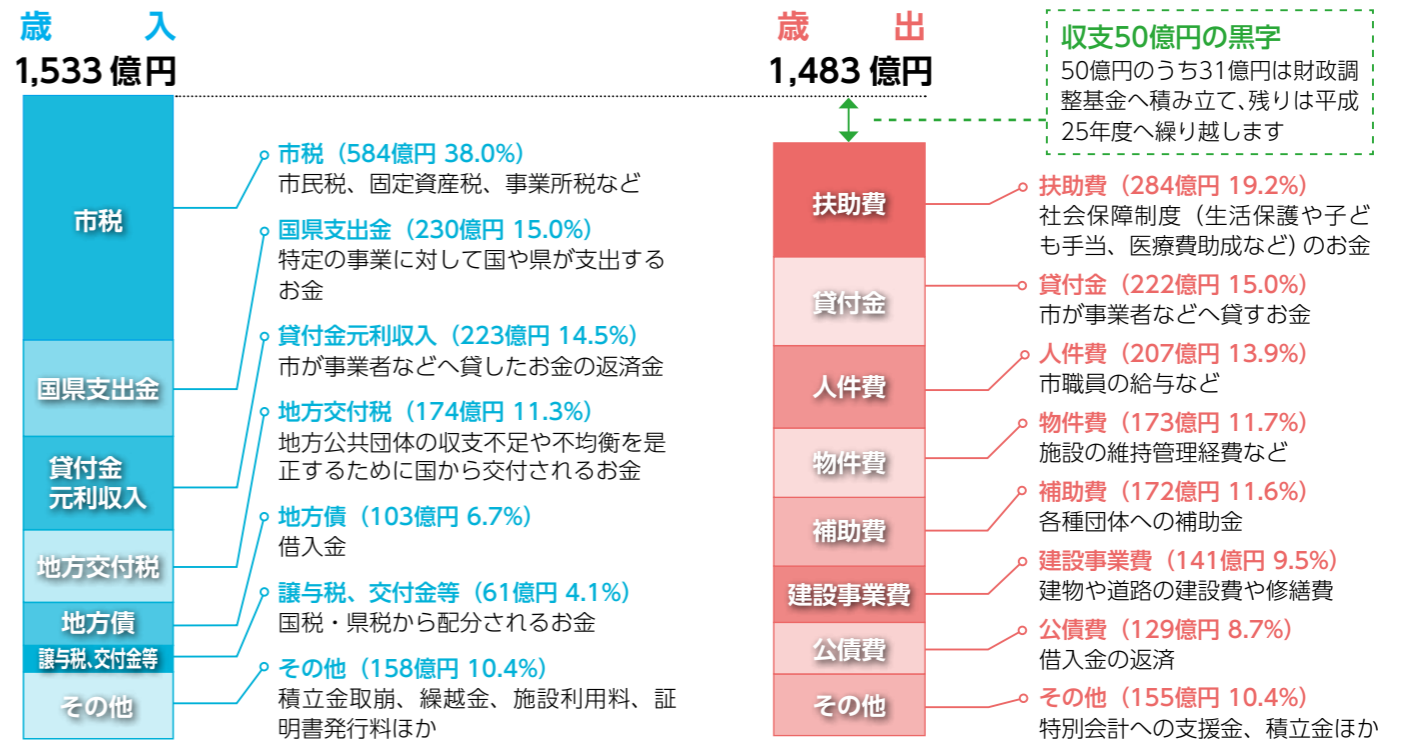 歳入
1,533 億円
市税
国県支出金
貸付金
元利収入
地方交付税
地方債
譲与税、交付金等
その他
市税（584億円 38.0%）
市民税、固定資産税、事業所税など
国県支出金（230億円 15.0%）
特定の事業に対して国や県が支出する
お金
貸付金元利収入（223億円 14.5%）
市が事業者などへ貸したお金の返済金
地方交付税（174億円 11.3%）
地方公共団体の収支不足や不均衡を是
正するために国から交付されるお金
地方債（103億円 6.7%）
借入金
譲与税、交付金等（61億円 4.1%）
国税・県税から配分されるお金
その他（158億円 10.4%）
積立金取崩、繰越金、施設利用料、証
明書発行料ほか
歳出
1,483 億円
扶助費
貸付金
人件費
物件費
補助費
建設事業費
公債費
その他
収支50億円の黒字
50億円のうち31億円は財政調
整基金へ積み立て、残りは平成
25年度へ繰り越します
扶助費（284億円 19.2%）
社会保障制度（生活保護や子ど
も手当、医療費助成など）のお金
貸付金（222億円 15.0%）
市が事業者などへ貸すお金
人件費（207億円 13.9%）
市職員の給与など
物件費（173億円 11.7%）
施設の維持管理経費など
補助費（172億円 11.6%）
各種団体への補助金
建設事業費（141億円 9.5%）
建物や道路の建設費や修繕費
公債費（129億円 8.7%）
借入金の返済
その他（155億円 10.4%）
特別会計への支援金、積立金ほか